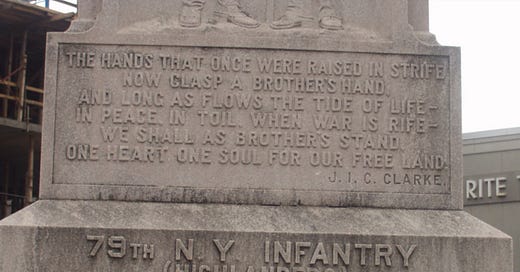 THE HANDS THAT ONCE WERE RAISED IN STRIFE
NOW CLASP A BROTHER'S HAND,
AND LONG AS FLOWS THE TIDE OF LIFE—
IN PEACE, IN TOIL, WHEN WAR IS RIFE—
WE SHALL AS BROTHER'S STAND,
ONE HEART ONE SOUL FOR OUR FREE LAND.
J. I. C. CLARKE.
RITE
79TH N.Y. INFANTRY
(HIGHLANDERS)